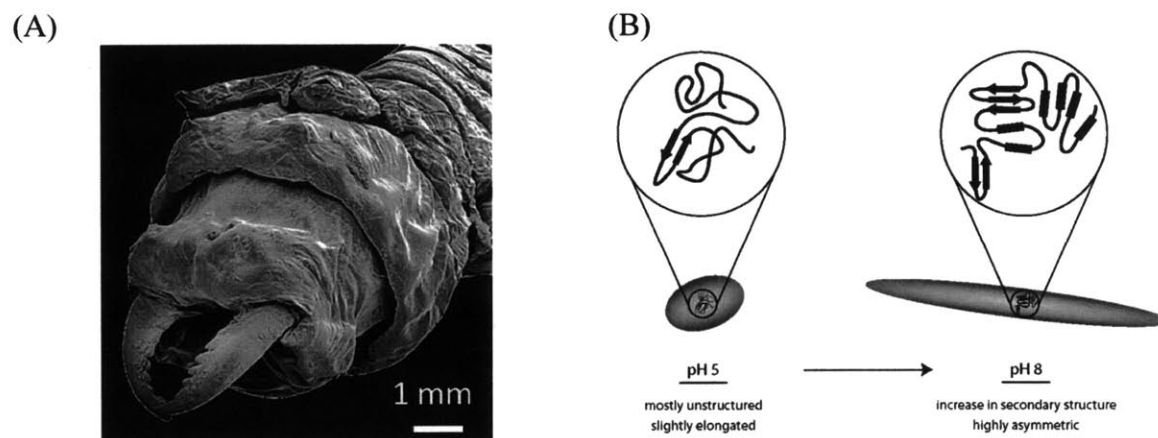 (A)
(B)
1 mm
pH 5
pH 8
mostly unstructured
slightly elongated
increase in secondary structure
highly asymmetric